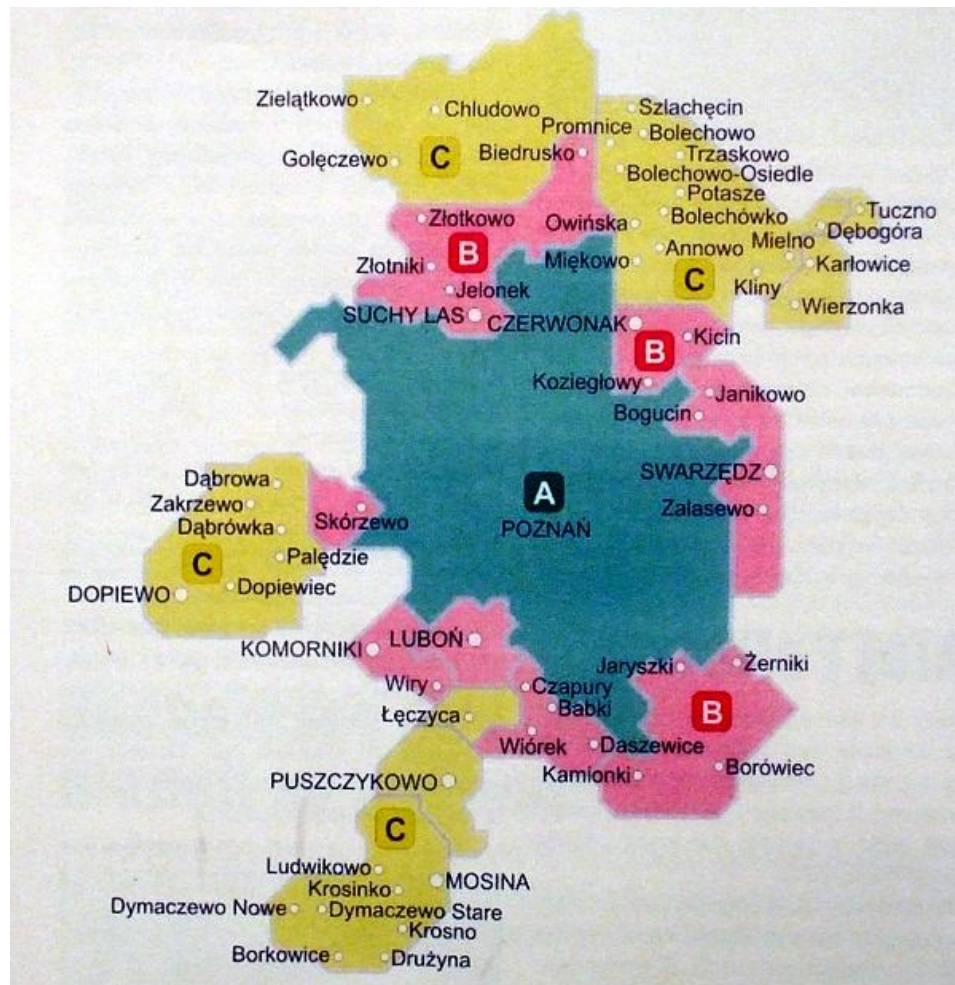 Zielątkowo
Chludowo
Szlachęcin
Promnice
Bolechowo
Golęczewo
C
Biedrusko
Trzaskowo
Bolechowo-Osiedle
Potasze
Złotkowo
Owińska
Bolechówko
Tuczno
Dębogóra
B
Annowo
Mielno
Złotniki
Miękowo
Karłowice
C
Kliny
Jelonek
Wierzonka
SUCHY LAS
CZERWONAK
Kicin
B
Koziegłowy
Janikowo
Bogucin
SWARZĘDZ
Dąbrowa
A
Zakrzewo
Zalasewo
Skórzewo
Dąbrówka
POZNAŃ
Palędzie
C
Dopiewiec
DOPIEWO
LUBOŃ
KOMORNIKI
Jaryszki
Żerniki
Wiry
Czapury
Babki
B
Łęczyca
Wiórek
Daszewice
Kamionki
Borówiec
PUSZCZYKOWO
C
Ludwikowo
MOSINA
Krosinko
Dymaczewo Nowe
Dymaczewo Stare
Krosno
Borkowice
Drużyna